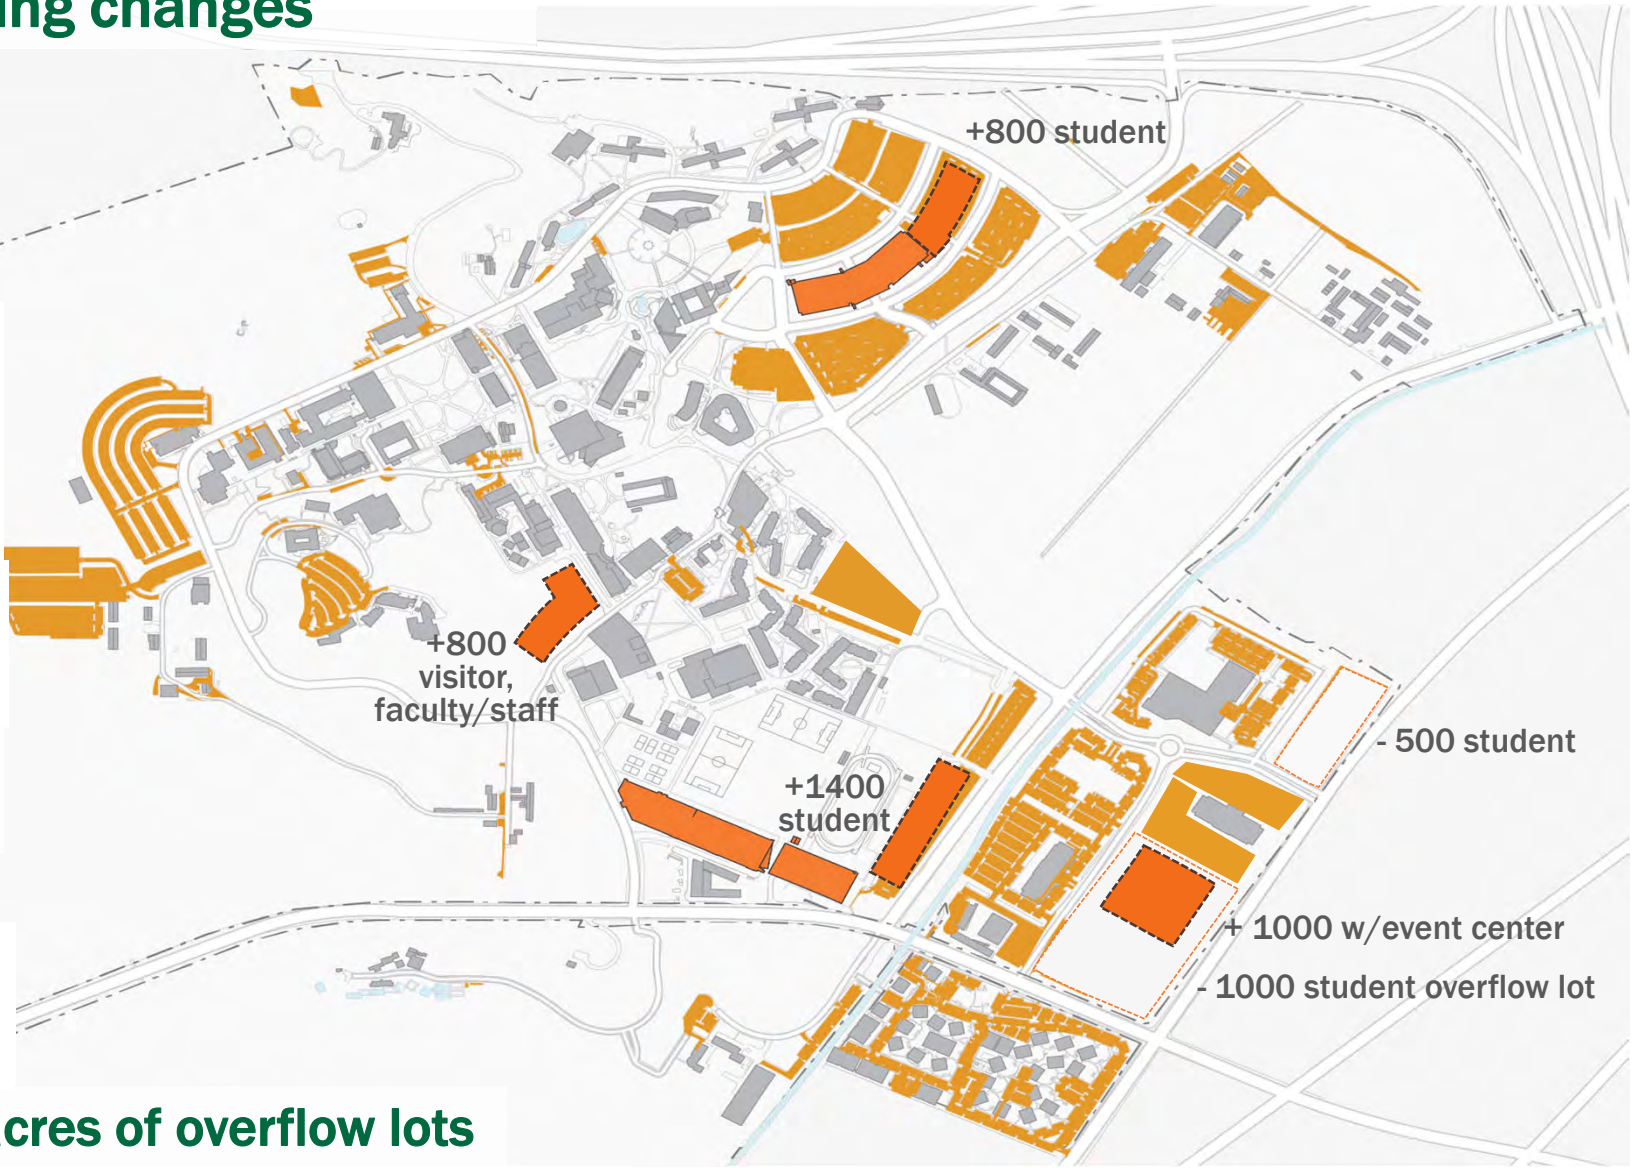 ing changes
+800 student
+800
visitor,
faculty/staff
- 500 student
+1400
student
+ 1000 w/event center
- 1000 student overflow lot
cres of overflow lots